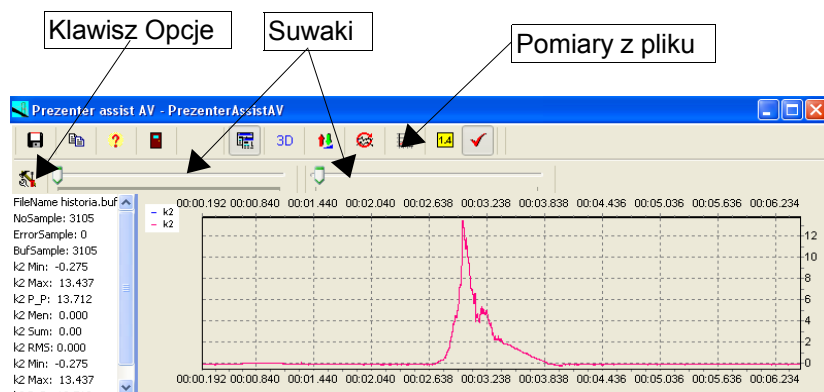 Klawisz Opcje
Suwaki
Pomiary z pliku
Prezenter assist AV - PrezenterAssistAV
3D
1.4
FileName historia.buf
NoSample: 3105
ErrorSample: 0
BufSample: 3105
k2 Min: -0.275
k2 Max: 13.437
k2 P_P: 13.712
k2 Men: 0.000
k2 Sum: 0.00
k2 RMS: 0.000
k2 Min: -0.275
k2 Max: 13.437
k2
k2
00:00.192 00:00.840 00:01.440 00:02.040 00:02.638 00:03.238 00:03.838 00:04.436 00:05.036 00:05.636 00:06.234
12
10
8
6
4
2
0
00:00.192 00:00.840 00:01.440 00:02.040 00:02.638 00:03.238 00:03.838 00:04.436 00:05.036 00:05.636 00:06.234